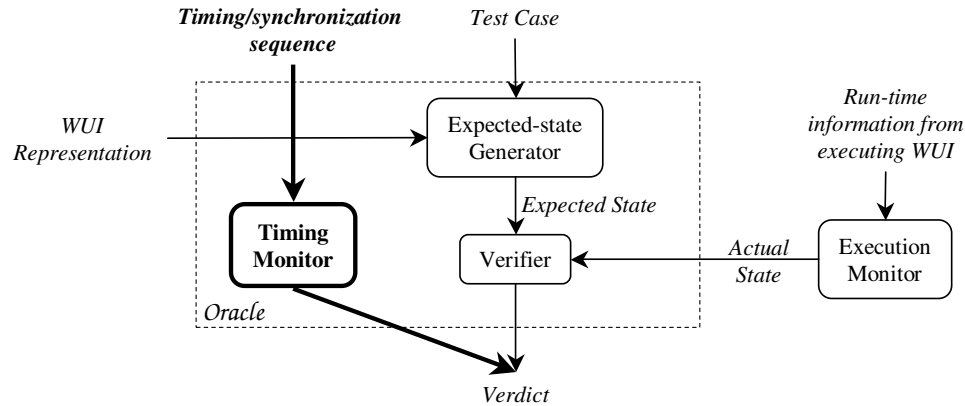 Timing/synchronization
sequence
Test Case
WUI
Representation
Expected-state
Generator
Run-time
information from
executing WUI
Expected State
Timing
Monitor
Verifier
Actual
State
Execution
Monitor
Oracle
Verdict